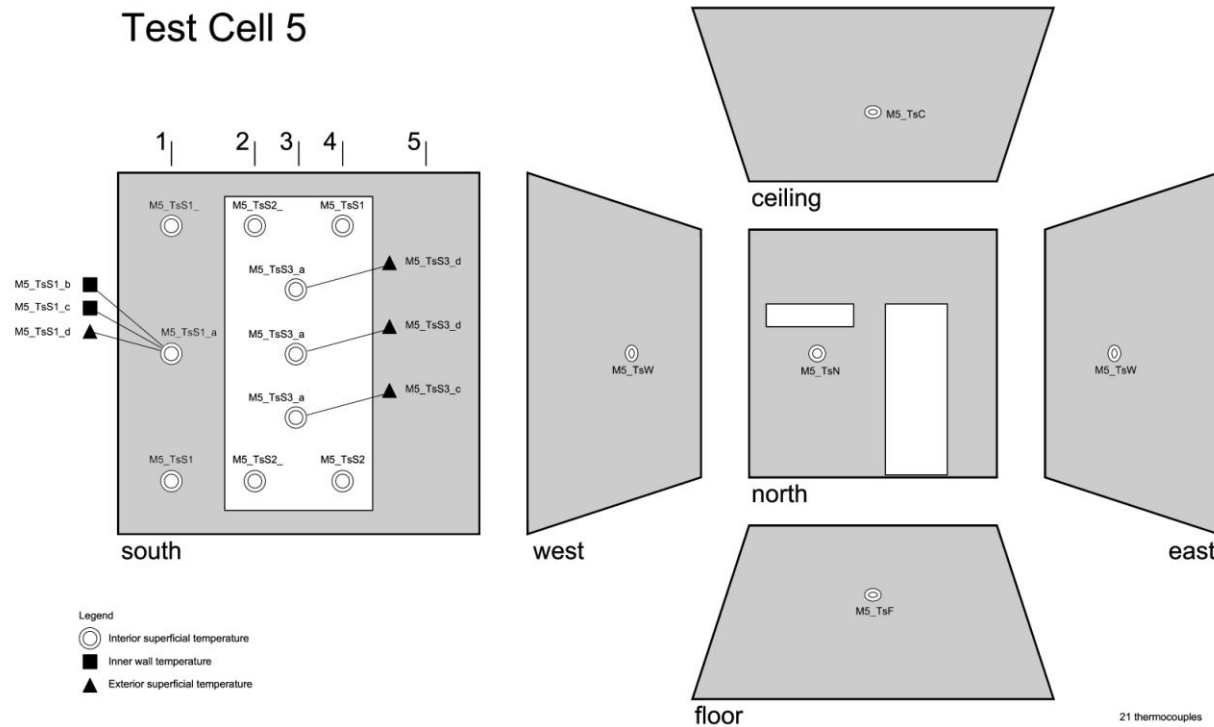 Test Cell 5
1 2 3 4 5
M5_TsS1_
M5_TsS2_
M5_TsS1
M5_TsS3_a
M5_TsS3_d
M5_TsS1_b
M5_TsS1_c
M5_TsS1_d
M5_TsS1_a
M5_TsS3_a
M5_TsS3_d
M5_TsS3_a
M5_TsS3_c
M5_TsS1
M5_TsS2_
M5_TsS2
south
M5_TsC
ceiling
M5_TsW
west
M5_TsN
north
M5_TsW
east
M5_TsF
floor
Legend
Interior superficial temperature
Inner wall temperature
Exterior superficial temperature
21 thermocouples